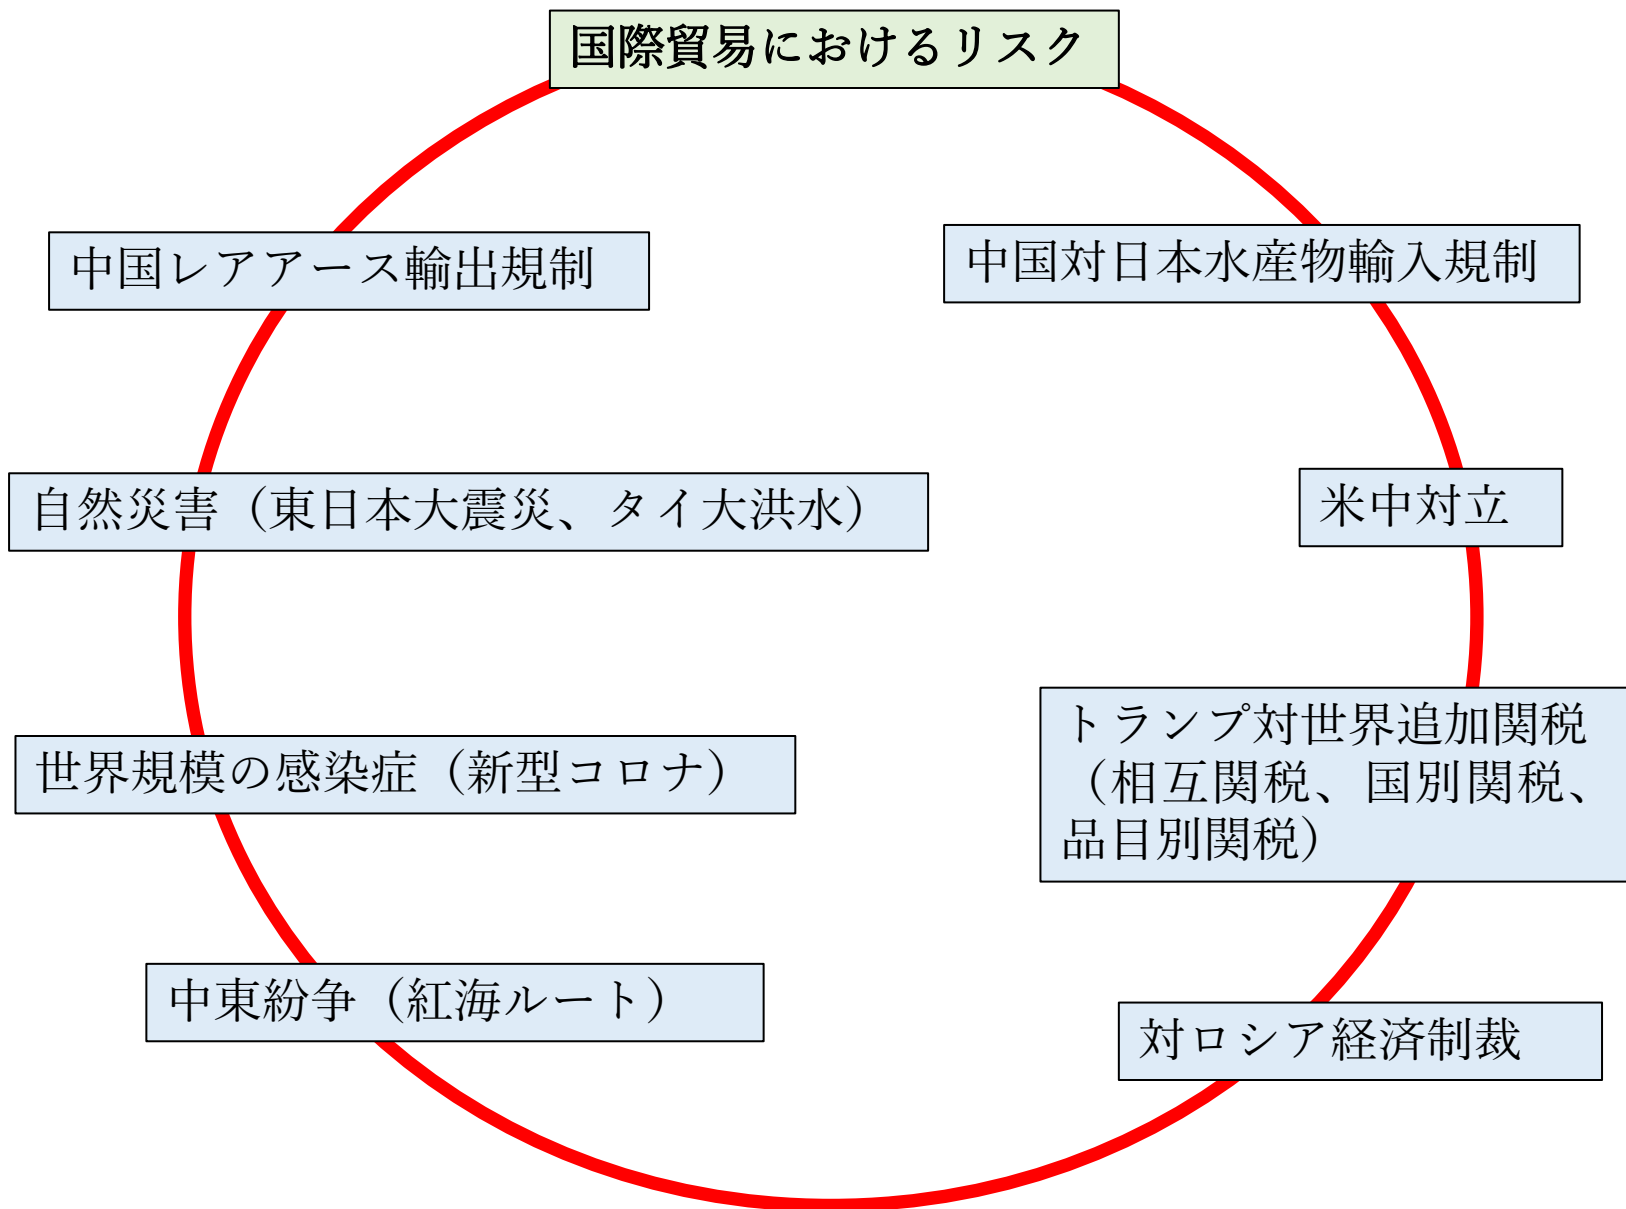 国際貿易におけるリスク
中国レアアース輸出規制
中国対日本水産物輸入規制
自然災害（東日本大震災、タイ大洪水）
米中対立
世界規模の感染症（新型コロナ）
トランプ対世界追加関税
（相互関税、国別関税、
品目別関税）
中東紛争（紅海ルート）
対ロシア経済制裁